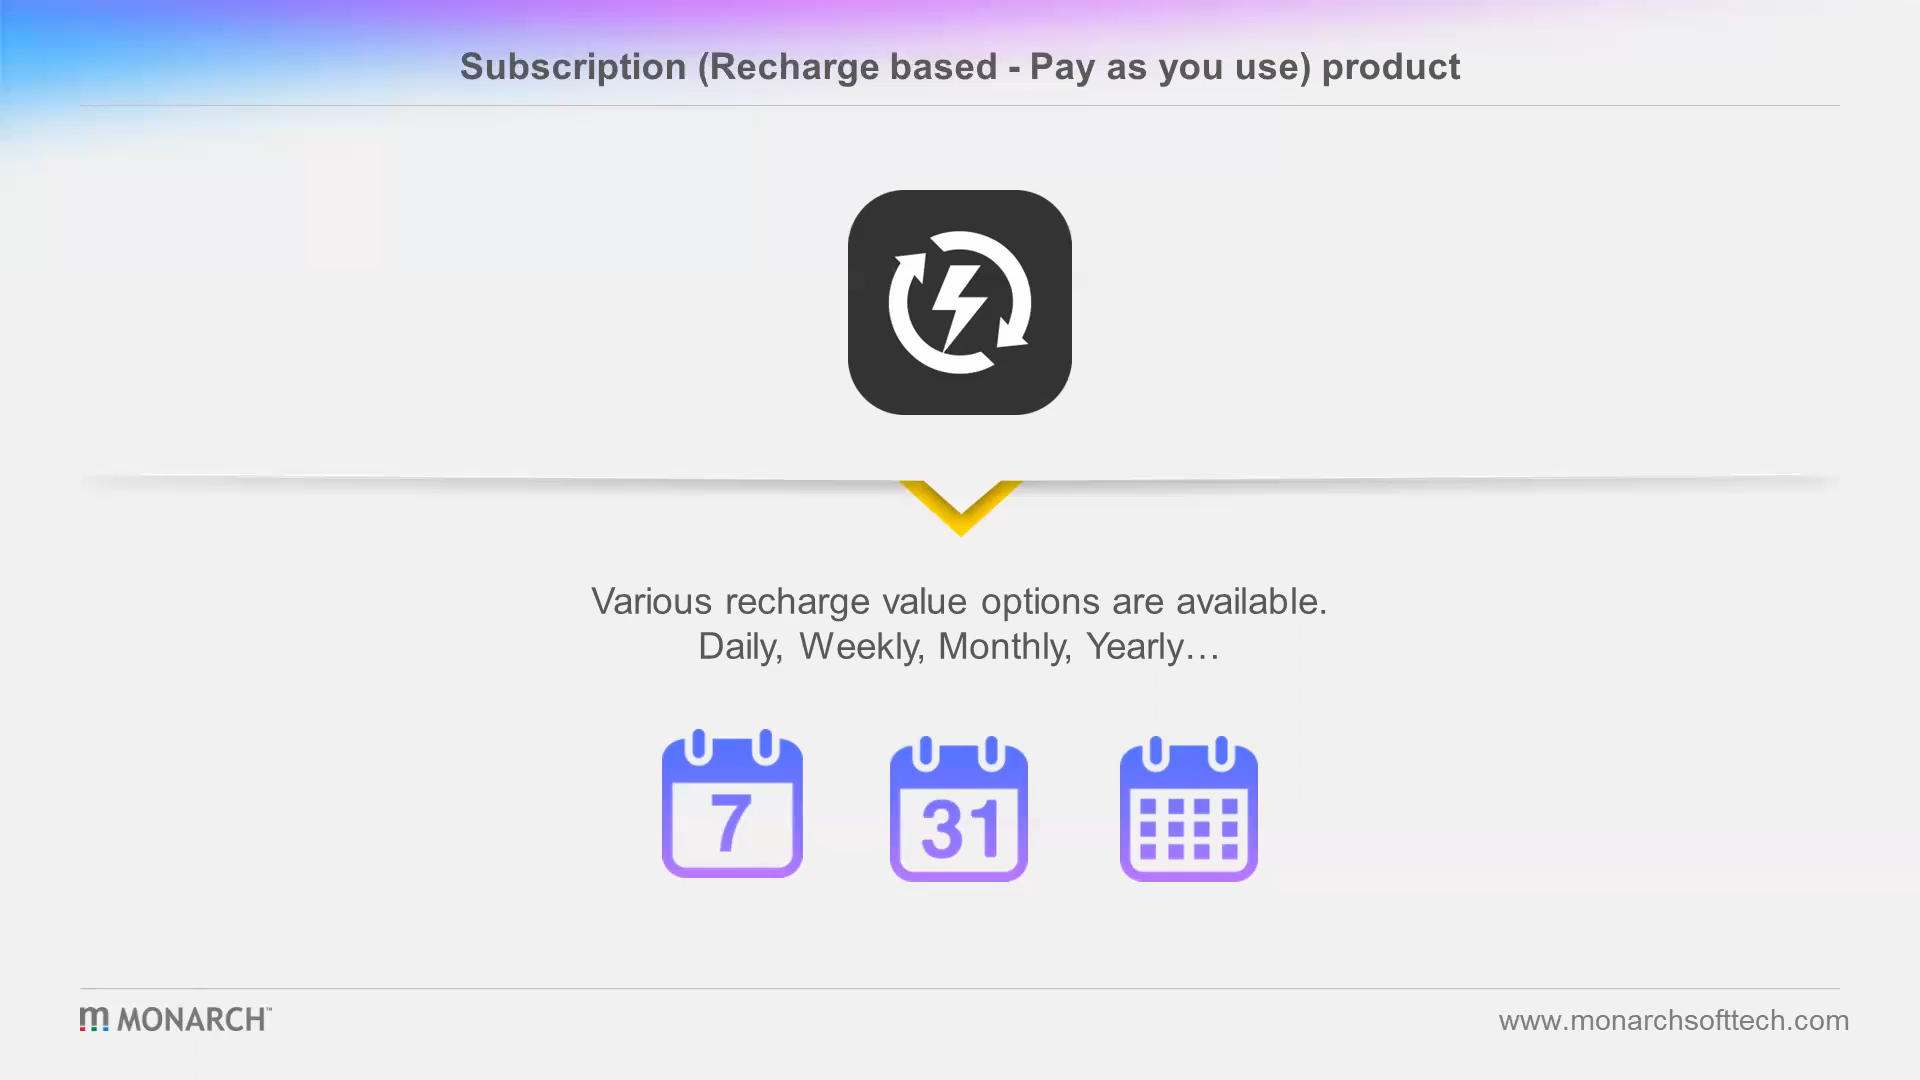 Subscription (Recharge based - Pay as you use) product
Various recharge value options are available.
Daily, Weekly, Monthly, Yearly…
7
31
m MONARCH™
www.monarchsofttech.com